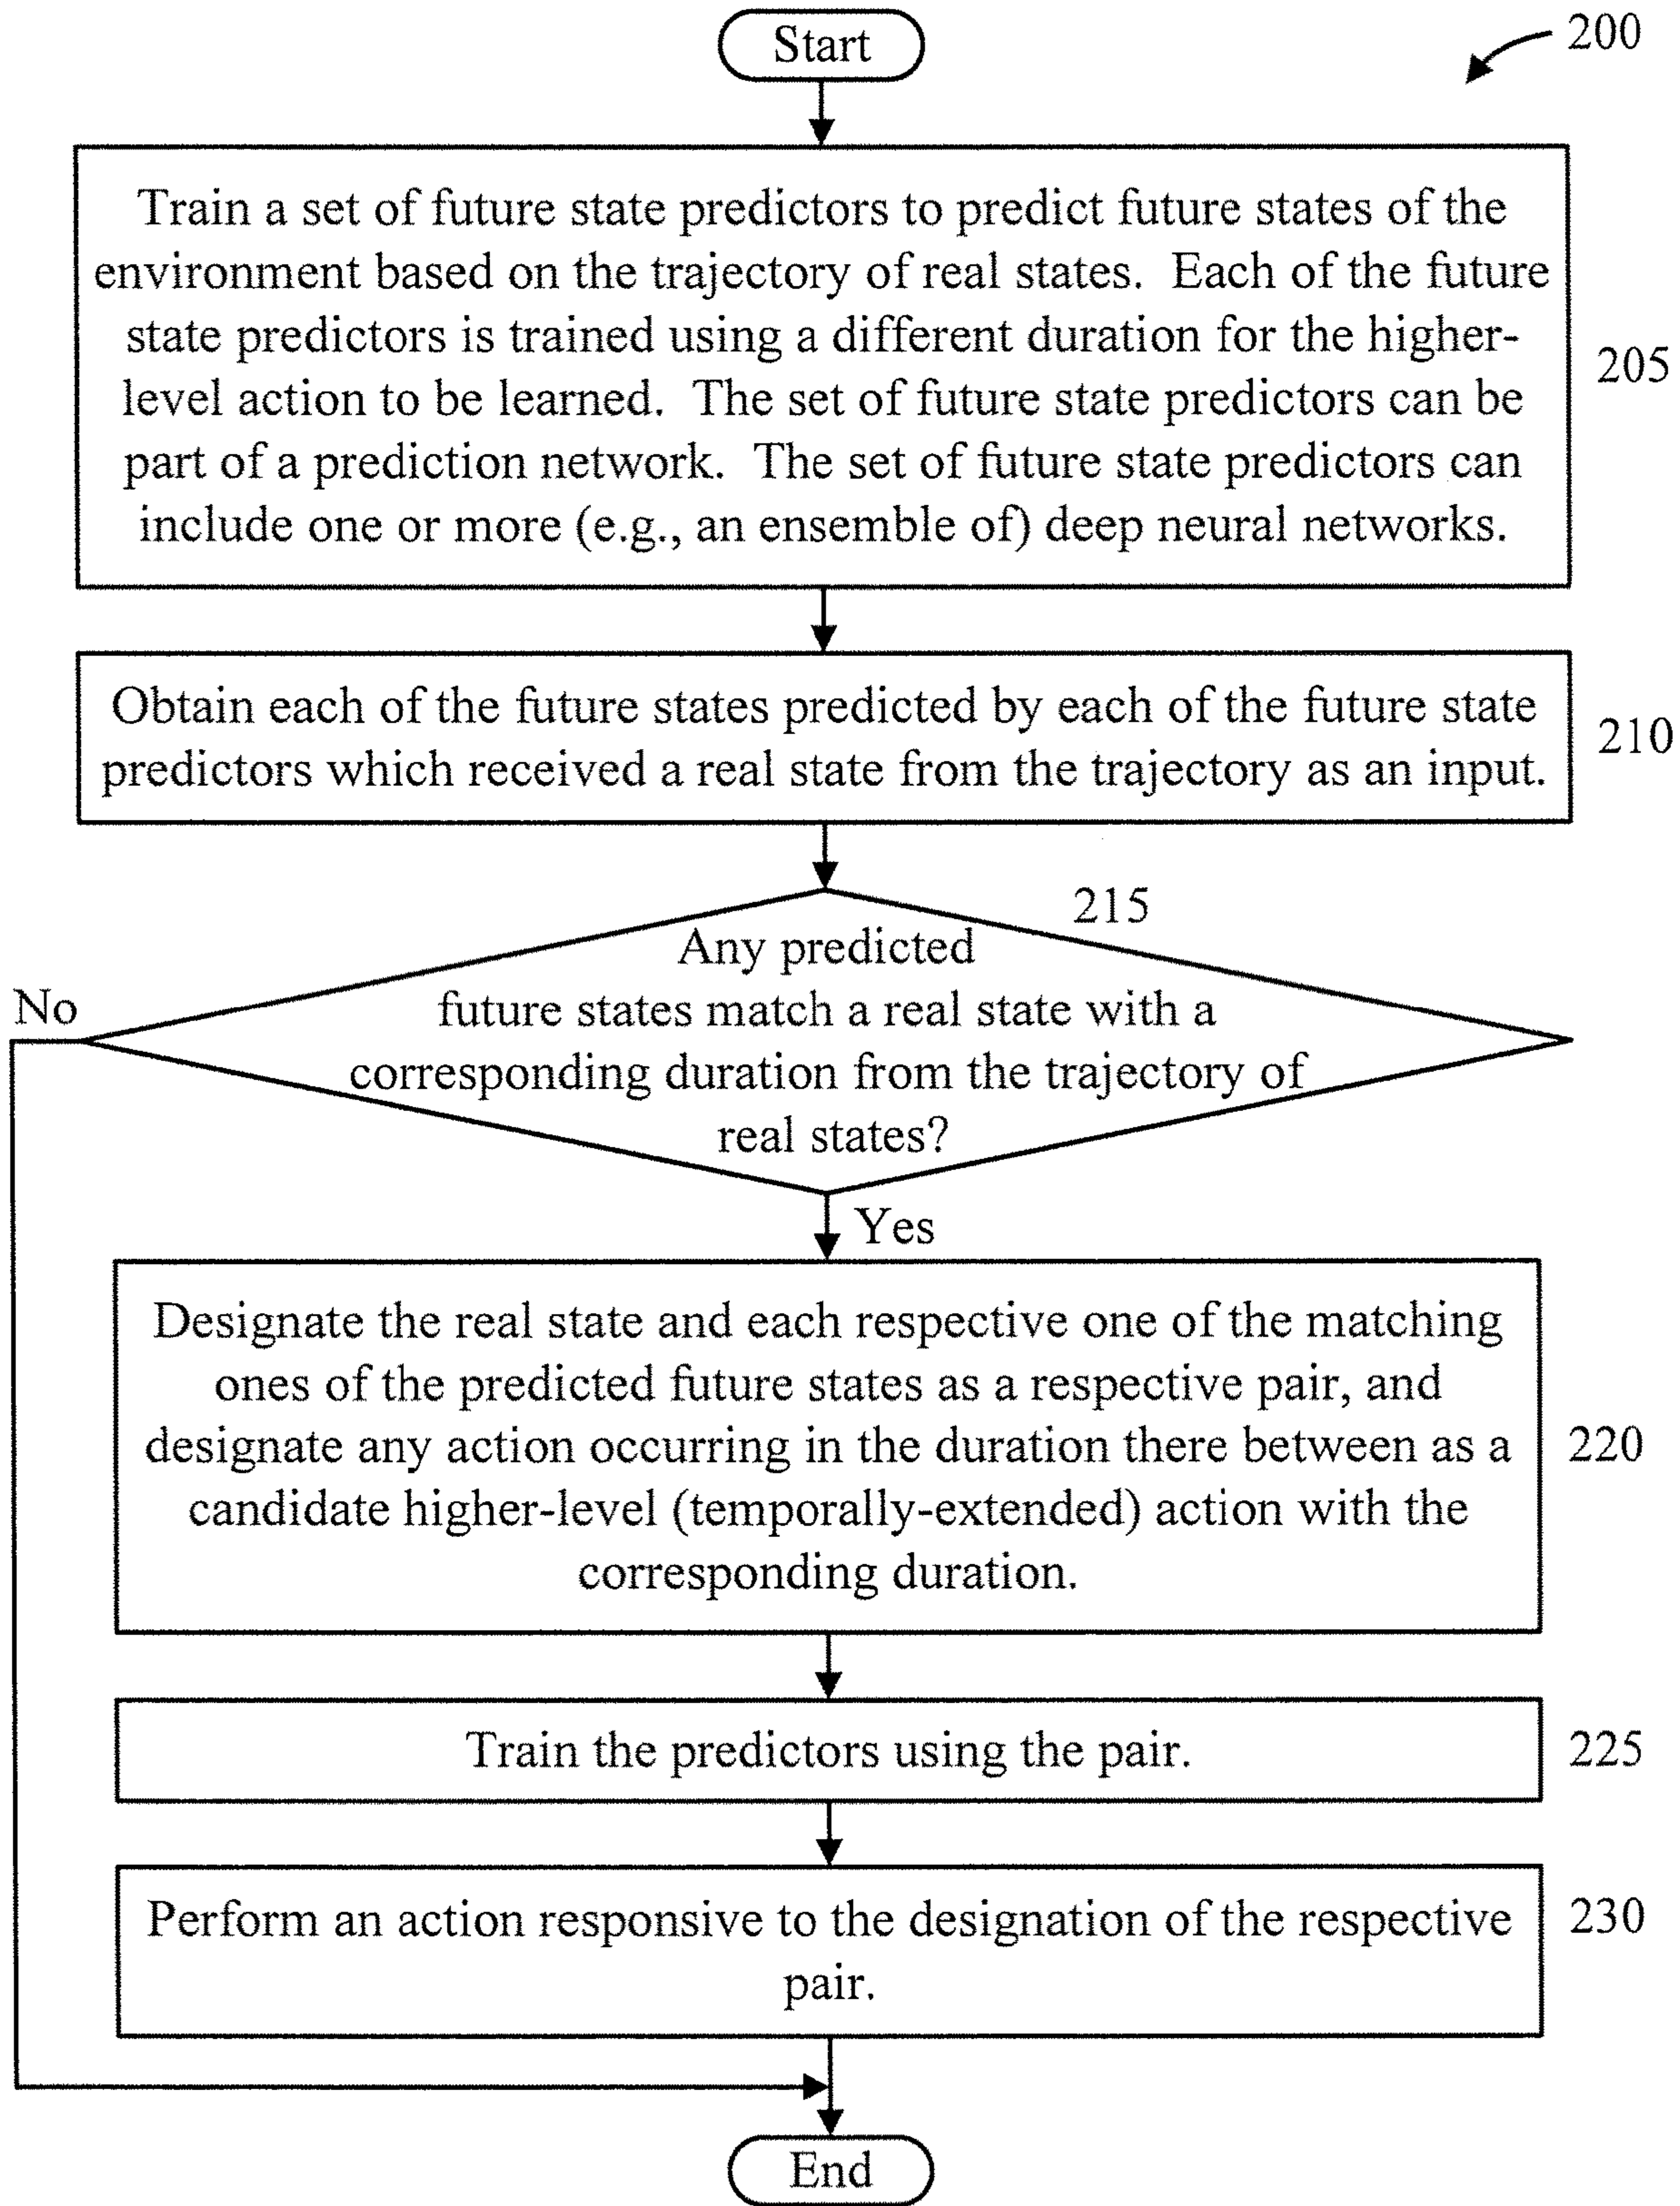 Start
200
Train a set of future state predictors to predict future states of the
environment based on the trajectory of real states. Each of the future
state predictors is trained using a different duration for the higher-
level action to be learned. The set of future state predictors can be
part of a prediction network. The set of future state predictors can
include one or more (e.g., an ensemble of) deep neural networks.
205
Obtain each of the future states predicted by each of the future state
predictors which received a real state from the trajectory as an input.
210
215
Any predicted
future states match a real state with a
corresponding duration from the trajectory of
real states?
No
Yes
Designate the real state and each respective one of the matching
ones of the predicted future states as a respective pair, and
designate any action occurring in the duration there between as a
candidate higher-level (temporally-extended) action with the
corresponding duration.
220
Train the predictors using the pair.
225
Perform an action responsive to the designation of the respective
pair.
230
End